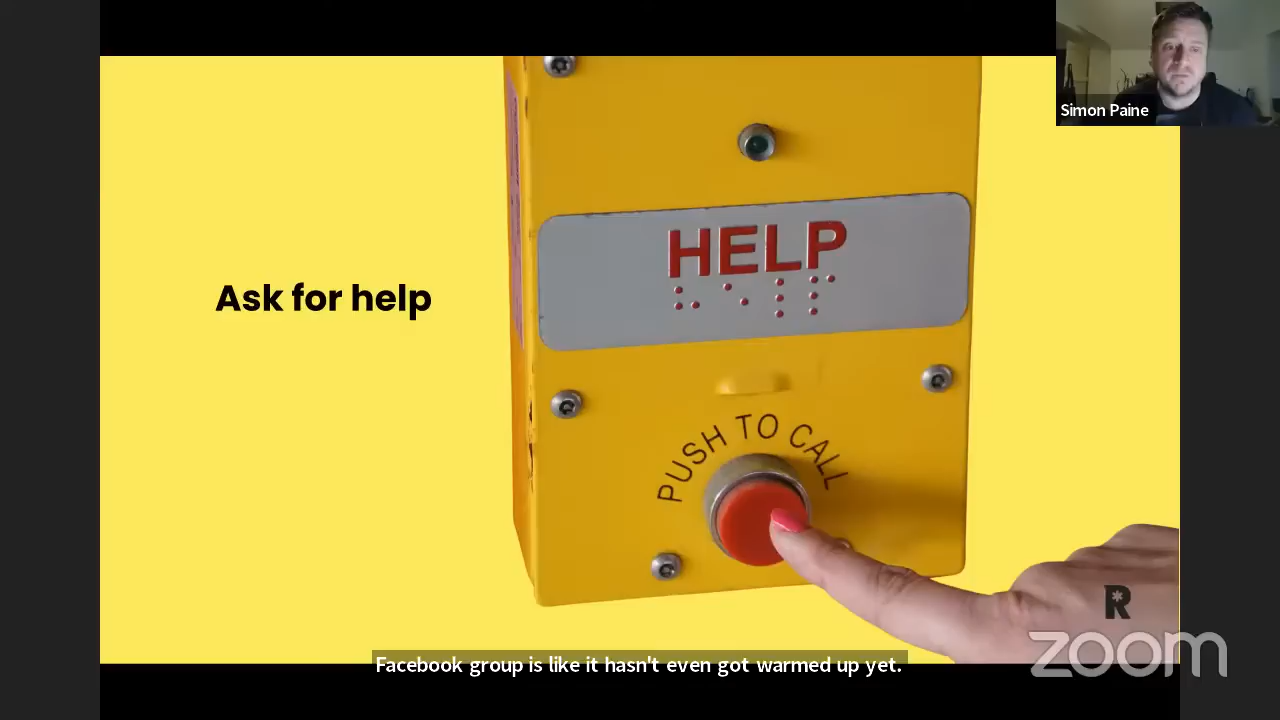 Simon Paine
HELP
Ask for help
PUSH TO CALL
R
zoom
Facebook group is like it hasn't even got warmed up yet.